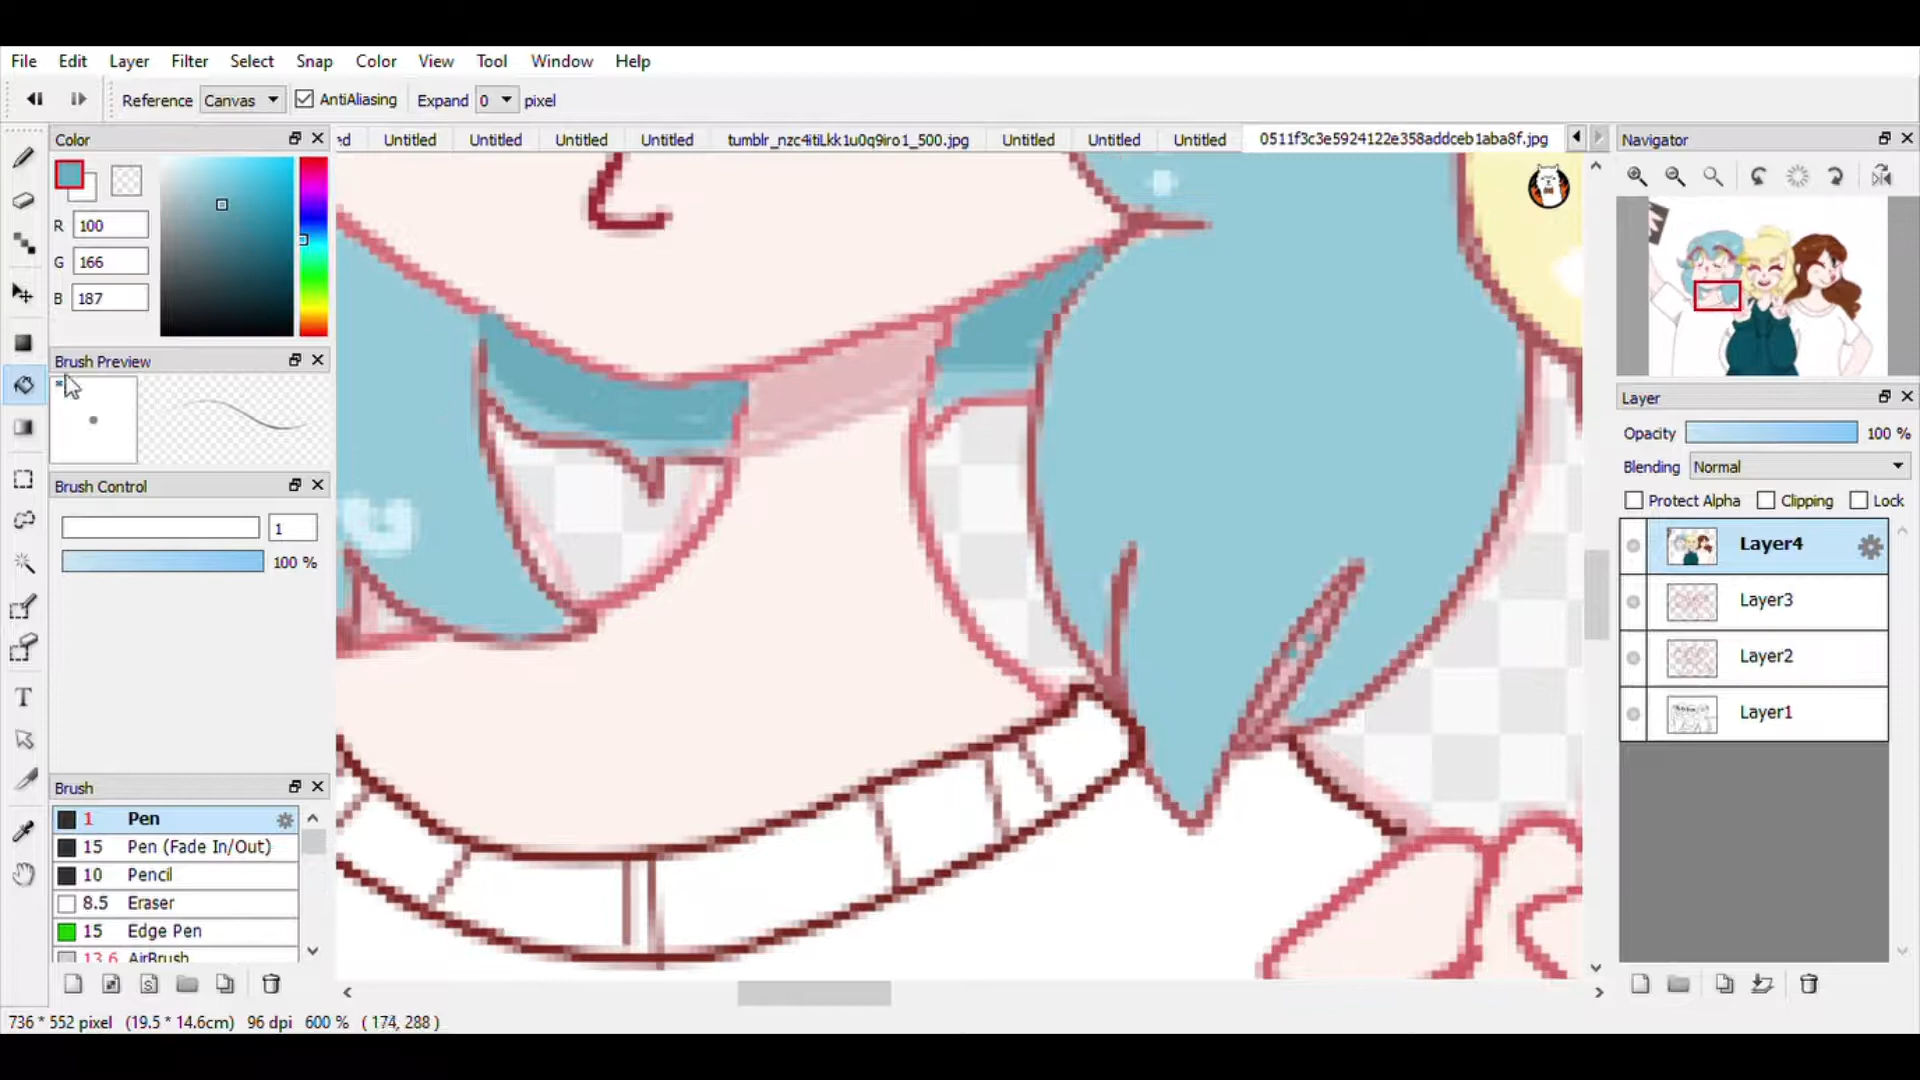 File Edit Layer Filter Select Snap Color View Tool Window Help
Reference Canvas AntiAliasing Expand 0 pixel
Color
ed Untitled Untitled Untitled Untitled tumblr_nzc4itiLkk1u0q9iro1_500.jpg Untitled Untitled Untitled 0511f3c3e5924122e358addceb1aba8f.jpg
Navigator
R 100
G 166
B 187
Brush Preview
Layer
Opacity 100 %
Blending Normal
Brush Control
Protect Alpha Clipping Lock
1
100 %
Layer4
Layer3
Layer2
Layer1
T
Brush
1 Pen
15 Pen (Fade In/Out)
10 Pencil
8.5 Eraser
15 Edge Pen
13.6 AirBrush
S
736 * 552 pixel (19.5 * 14.6cm) 96 dpi 600 % ( 174, 288 )